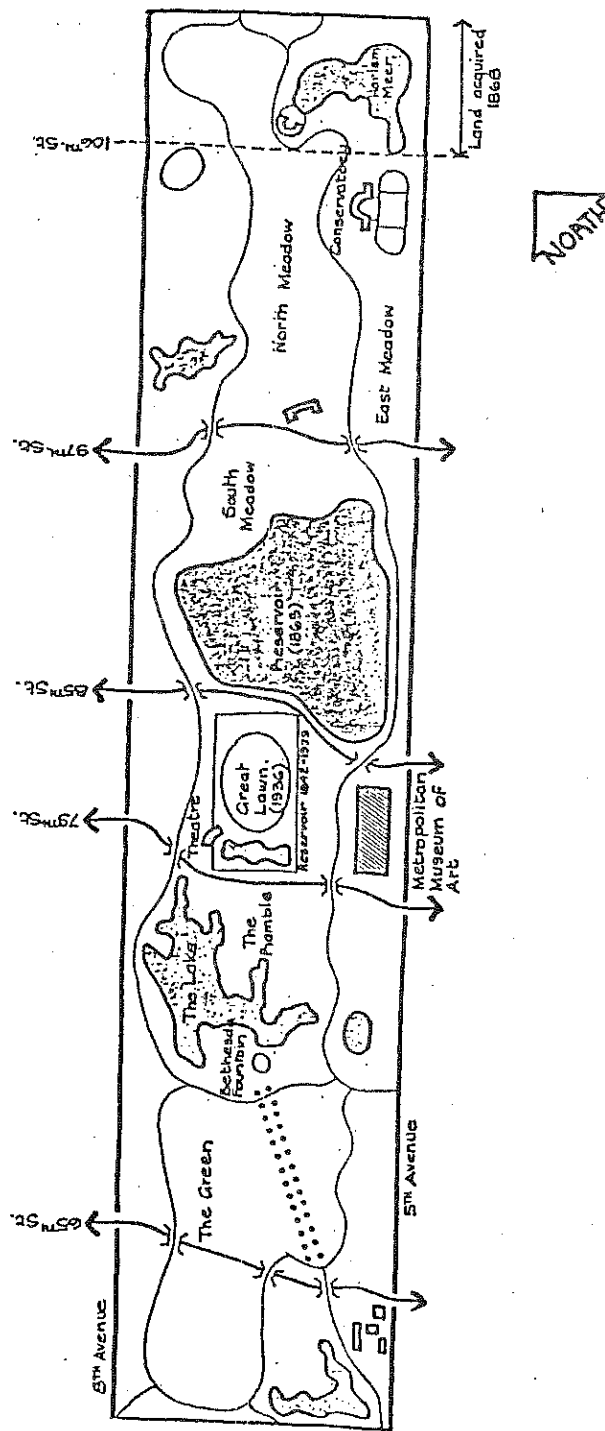 Land acquired
1868
106TH St.
Harlem
Meer
Conservatory
North Meadow
East Meadow
NORTH
97TH St.
South
Meadow
Reservoir
(1863)
85TH St.
Great
Lawn
(1936)
Reservoir 1842-1929
79TH St.
Theatre
Metropolitan
Museum of
Art
The Lake
The
Ramble
Bethesda
Fountain
The Green
65TH St.
5TH Avenue
8TH Avenue